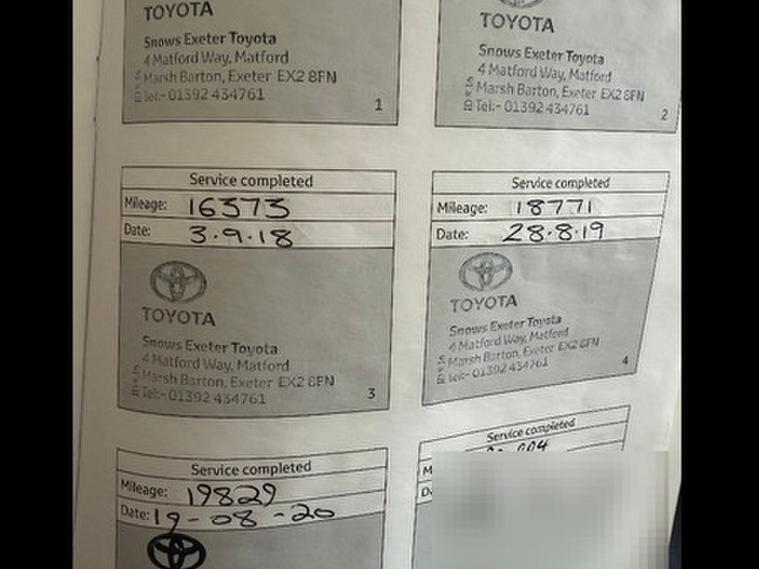 TOYOTA
Snows Exeter Toyota
4 Matford Way, Matford
Marsh Barton, Exeter EX2 8FN
Tel:- 01392 434761
1
TOYOTA
Snows Exeter Toyota
4 Matford Way, Matford
Marsh Barton, Exeter EX2 8FN
Tel:- 01392 434761
2
Service completed
Mileage: 16373
Date: 3.9.18
TOYOTA
Snows Exeter Toyota
4 Matford Way, Matford
Marsh Barton, Exeter EX2 8FN
Tel:- 01392 434761
3
Service completed
Mileage: 18771
Date: 28.8.19
TOYOTA
Snows Exeter Toyota
4 Matford Way, Matford
Marsh Barton, Exeter EX2 8FN
Tel:- 01392 434761
4
Service completed
Mileage: 19829
Date: 19-08-20
Service completed